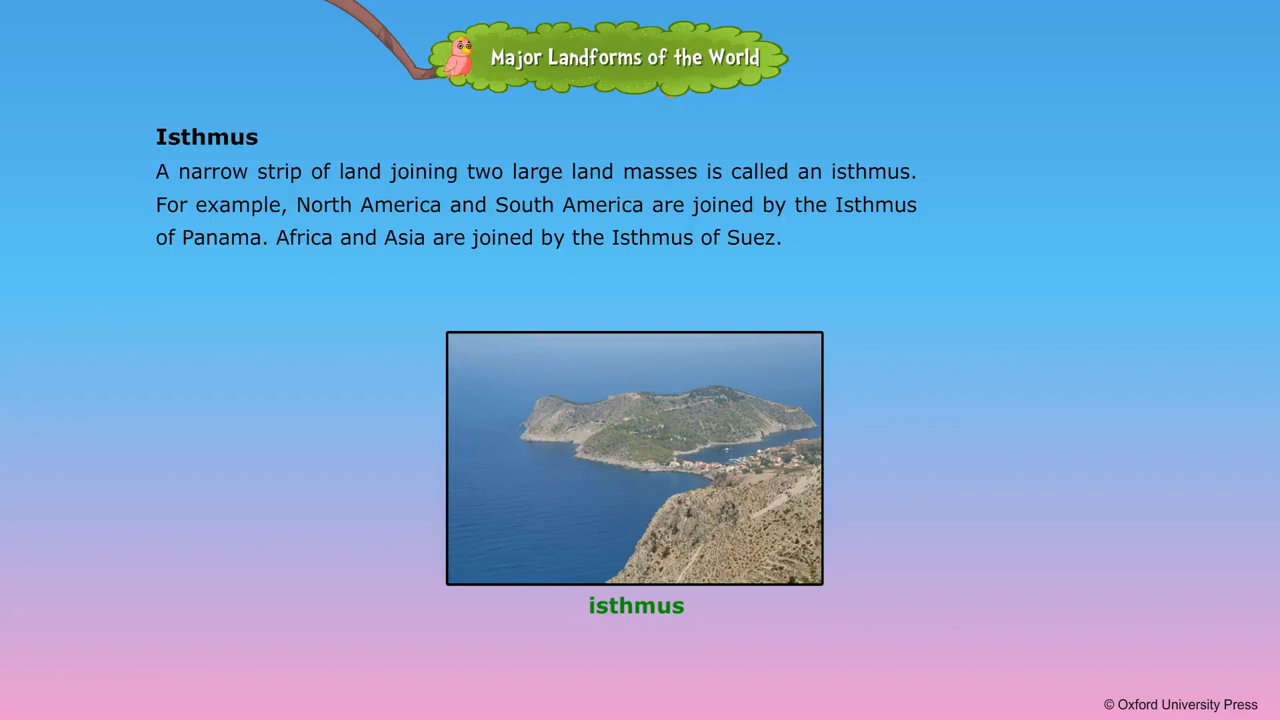 Major Landforms of the World
Isthmus
A narrow strip of land joining two large land masses is called an isthmus.
For example, North America and South America are joined by the Isthmus
of Panama. Africa and Asia are joined by the Isthmus of Suez.
isthmus
© Oxford University Press